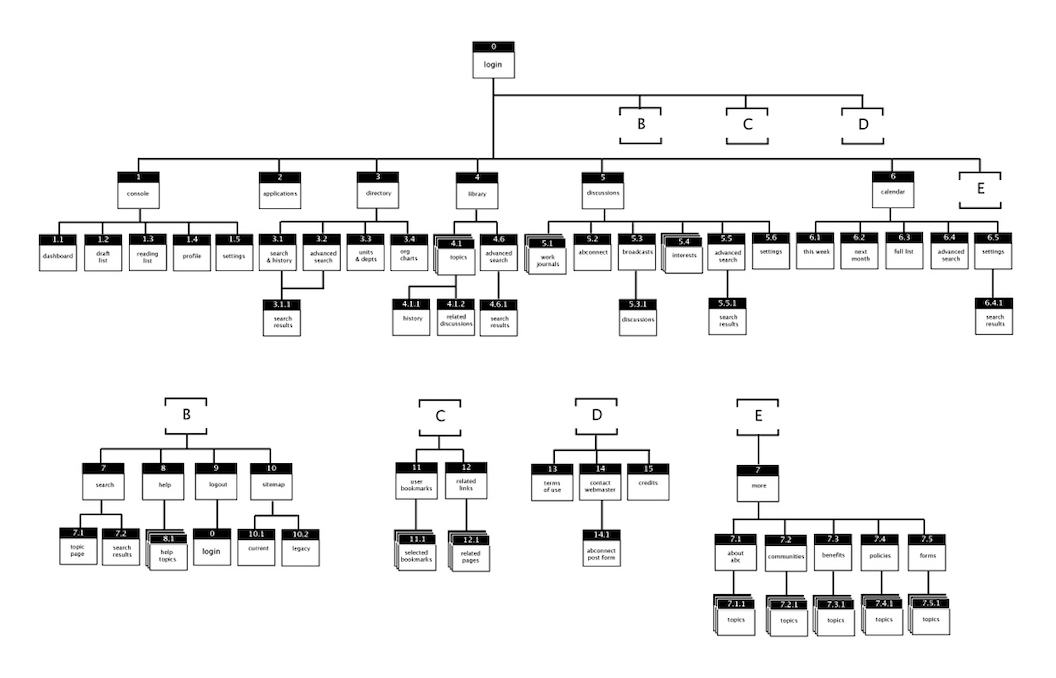 0
login
B
C
D
1
console
2
applications
3
directory
4
library
5
discussions
6
calendar
E
1.1
dashboard
1.2
draft
list
1.3
reading
list
1.4
profile
1.5
settings
3.1
search
& history
3.2
advanced
search
3.3
units
& depts
3.4
org
charts
4.1
topics
4.6
advanced
search
5.1
work
journals
5.2
abconnect
5.3
broadcasts
5.4
interests
5.5
advanced
search
5.6
settings
6.1
this week
6.2
next
month
6.3
full list
6.4
advanced
search
6.5
settings
3.1.1
search
results
4.1.1
history
4.1.2
related
discussions
4.6.1
search
results
5.3.1
discussions
5.5.1
search
results
6.4.1
search
results
B
7
search
8
help
9
logout
10
sitemap
7.1
topic
page
7.2
search
results
8.1
help
topics
0
login
10.1
current
10.2
legacy
C
11
user
bookmarks
12
related
links
11.1
selected
bookmarks
12.1
related
pages
D
13
terms
of use
14
contact
webmaster
15
credits
14.1
abconnect
post form
E
7
more
7.1
about
abc
7.2
communities
7.3
benefits
7.4
policies
7.5
forms
7.1.1
topics
7.2.1
topics
7.3.1
topics
7.4.1
topics
7.5.1
topics